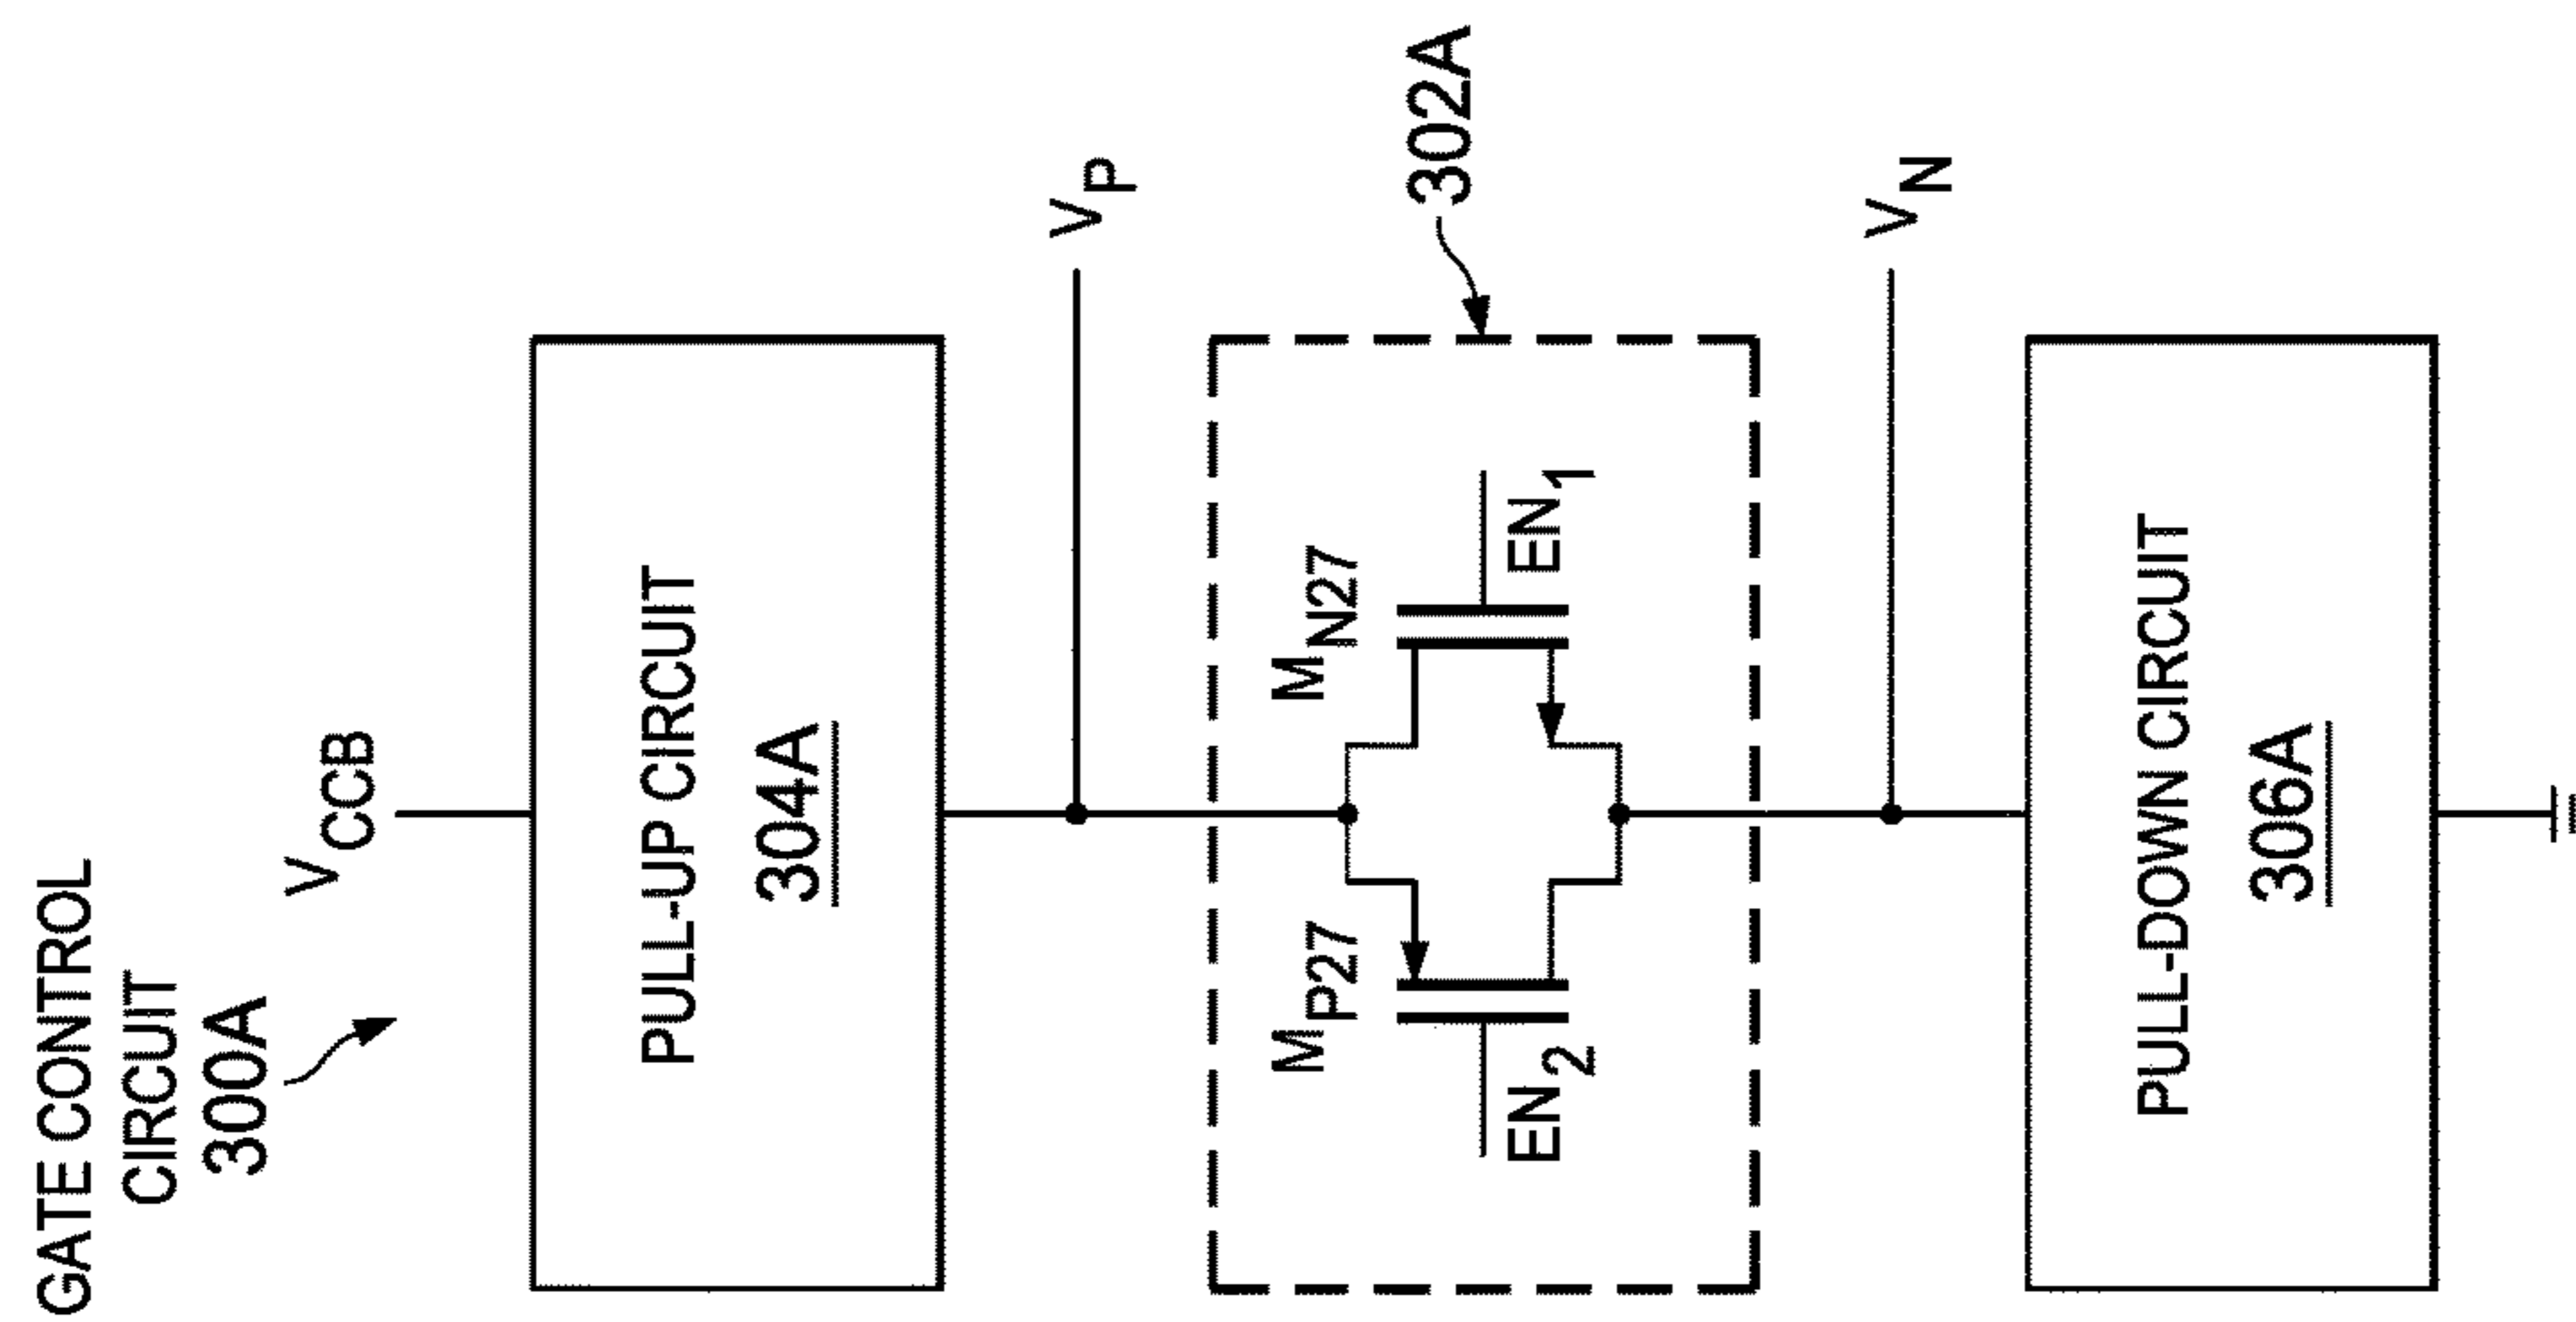 GATE CONTROL
CIRCUIT
300A
VCCB
PULL-UP CIRCUIT
304A
VP
302A
MP27
MN27
EN2
EN1
VN
PULL-DOWN CIRCUIT
306A